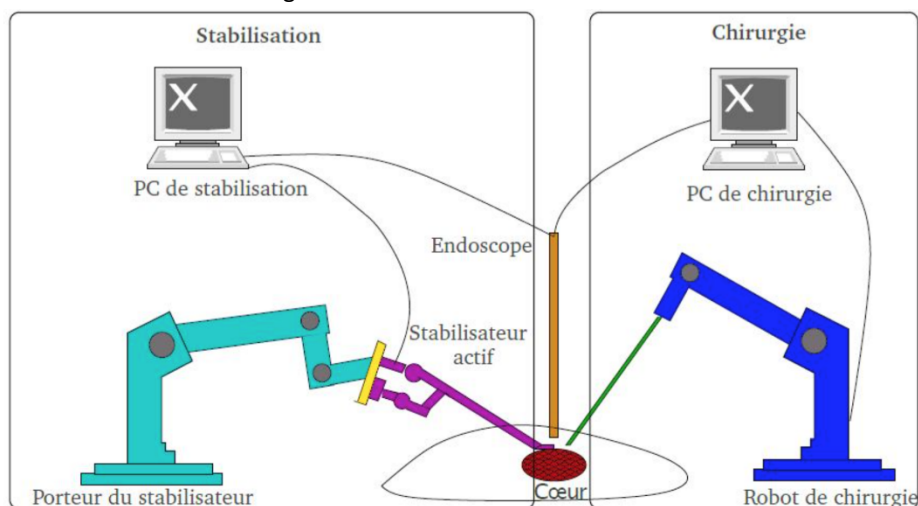 Stabilisation
Chirurgie
X
X
PC de stabilisation
PC de chirurgie
Endoscope
Stabilisateur
actif
Porteur du stabilisateur
Cœur
Robot de chirurgie